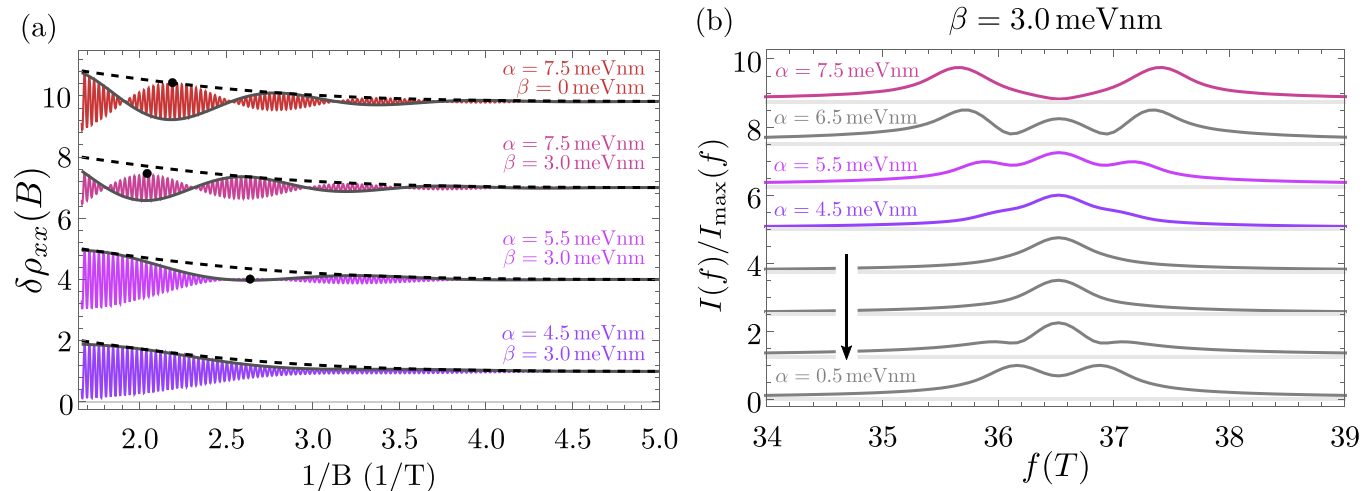 (a)
α = 7.5 meVnm
β = 0 meVnm
α = 7.5 meVnm
β = 3.0 meVnm
α = 5.5 meVnm
β = 3.0 meVnm
α = 4.5 meVnm
β = 3.0 meVnm
10
8
6
4
2
0
δρxx(B)
2.0 2.5 3.0 3.5 4.0 4.5 5.0
1/B (1/T)
(b)
β = 3.0 meVnm
α = 7.5 meVnm
α = 6.5 meVnm
α = 5.5 meVnm
α = 4.5 meVnm
α = 0.5 meVnm
10
8
6
4
2
0
I(f)/Imax(f)
34 35 36 37 38 39
f(T)